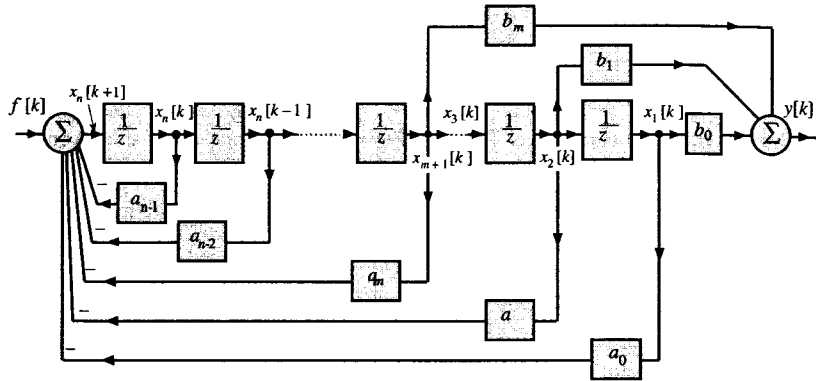 b_m
b_1
x_n[k+1]
x_n[k]
x_n[k−1]
x_3[k]
x_1[k]
y[k]
f[k]
Σ
1/z
1/z
1/z
1/z
1/z
b_0
Σ
x_{m+1}[k]
x_2[k]
−
a_{n-1}
−
a_{n-2}
−
a_m
−
a
−
a_0